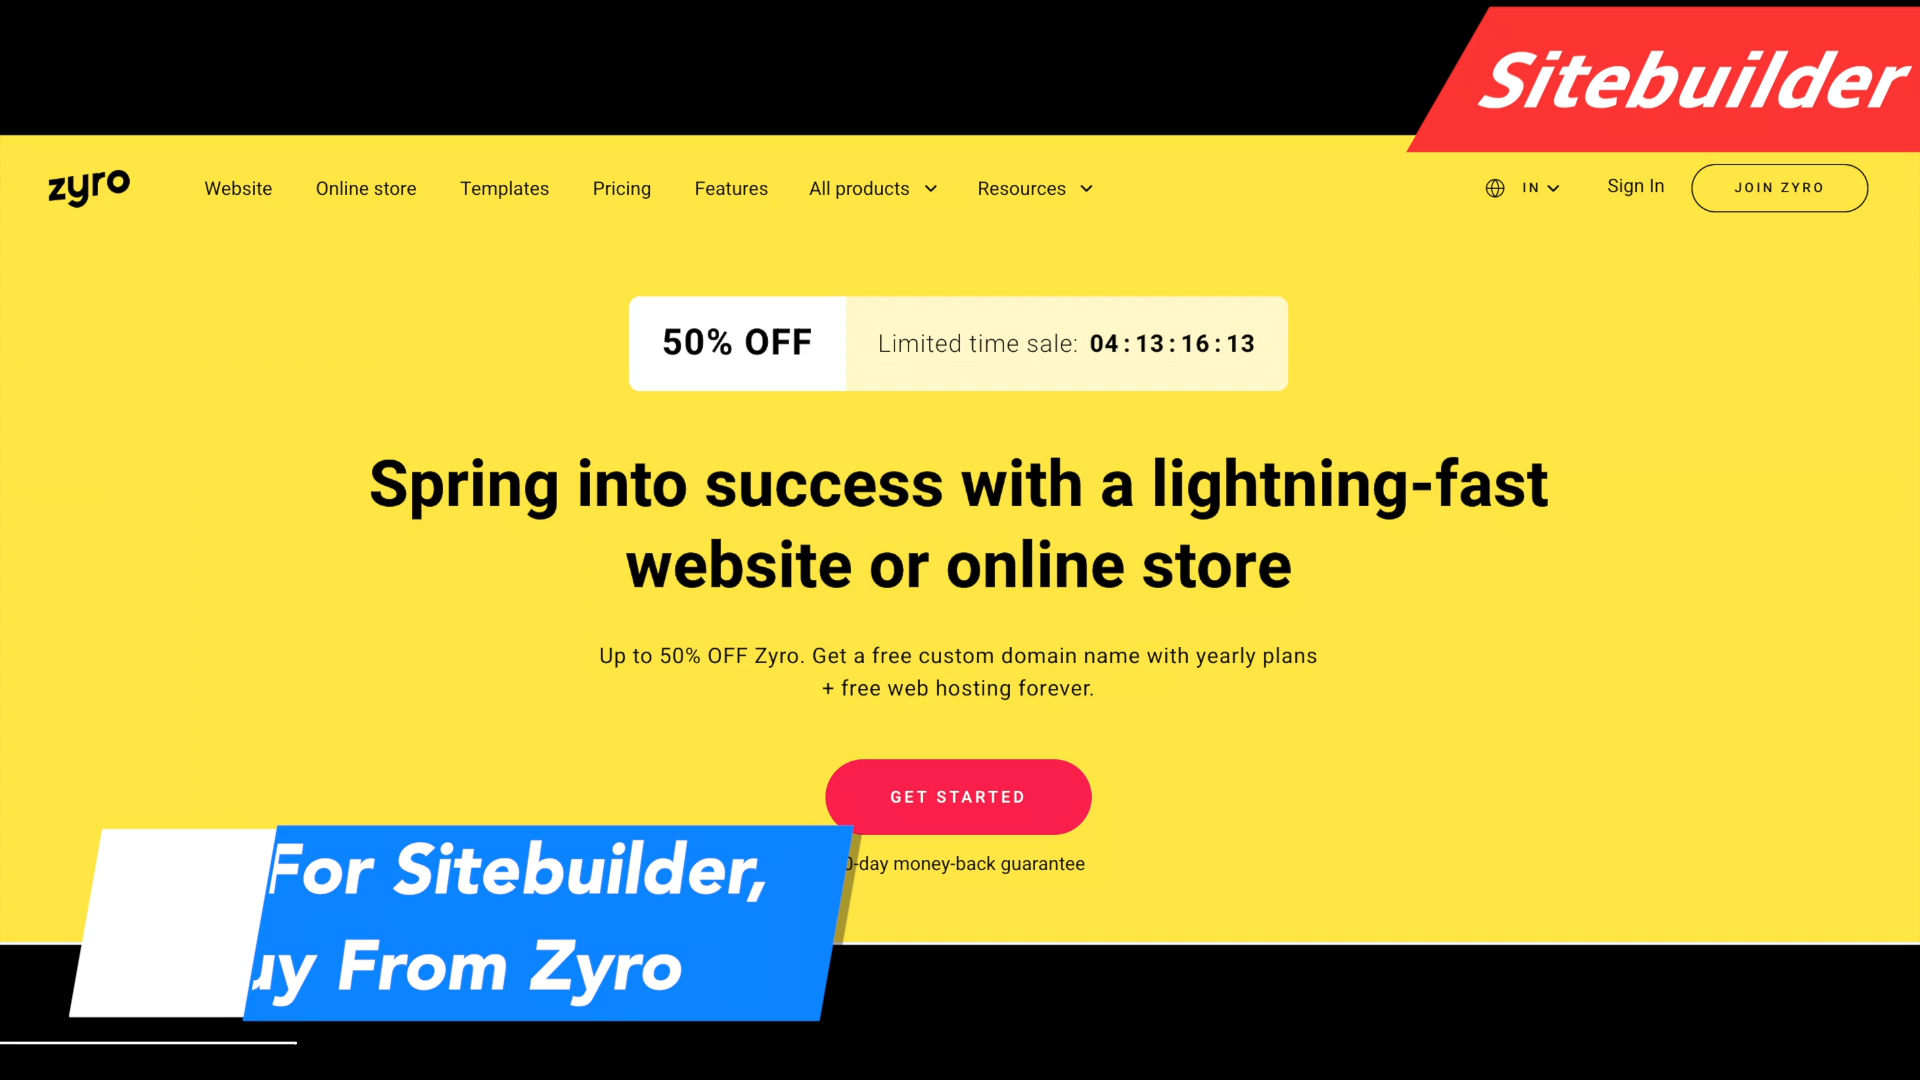 Sitebuilder
zyro
Website Online store Templates Pricing Features All products Resources IN Sign In JOIN ZYRO
50% OFF Limited time sale: 04:13:16:13
Spring into success with a lightning-fast
website or online store
Up to 50% OFF Zyro. Get a free custom domain name with yearly plans
+ free web hosting forever.
GET STARTED
-day money-back guarantee
For Sitebuilder,
From Zyro